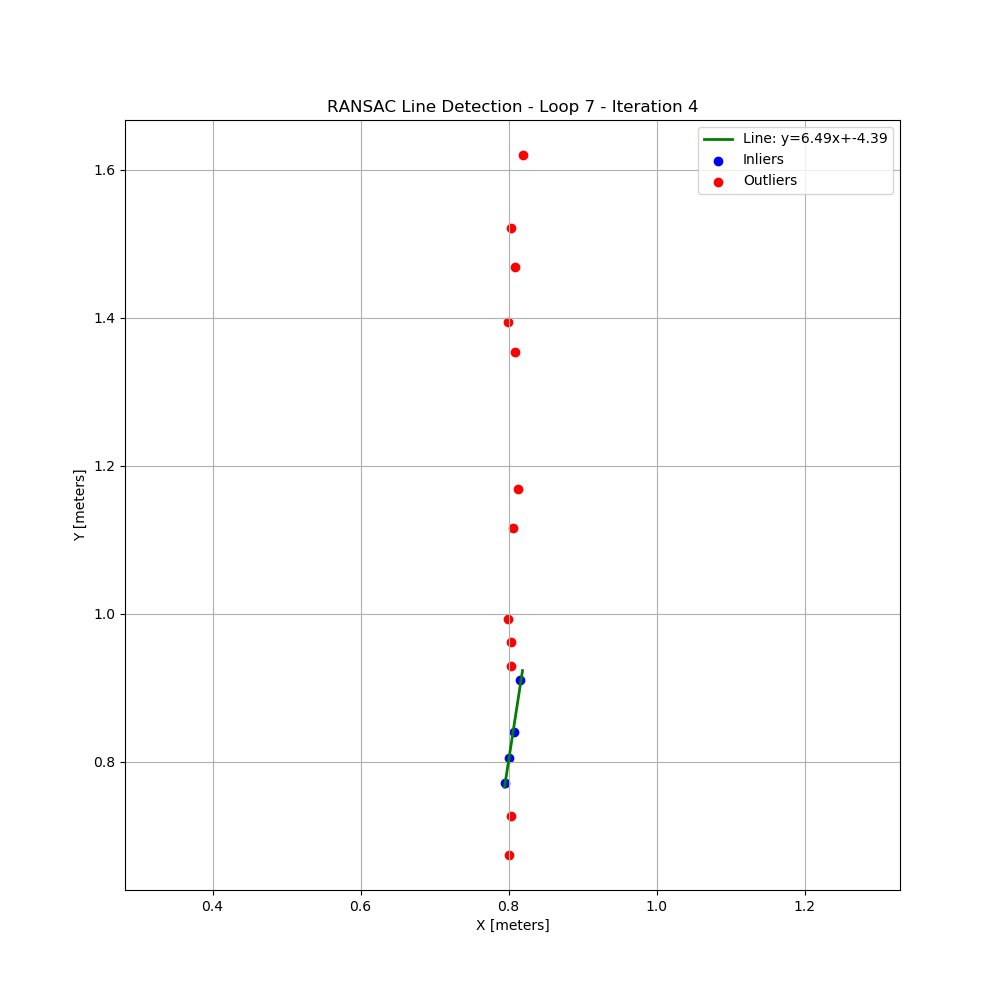 RANSAC Line Detection - Loop 7 - Iteration 4
Line: y=6.49x+-4.39
Inliers
Outliers
1.6
1.4
1.2
1.0
0.8
Y [meters]
0.4 0.6 0.8 1.0 1.2
X [meters]